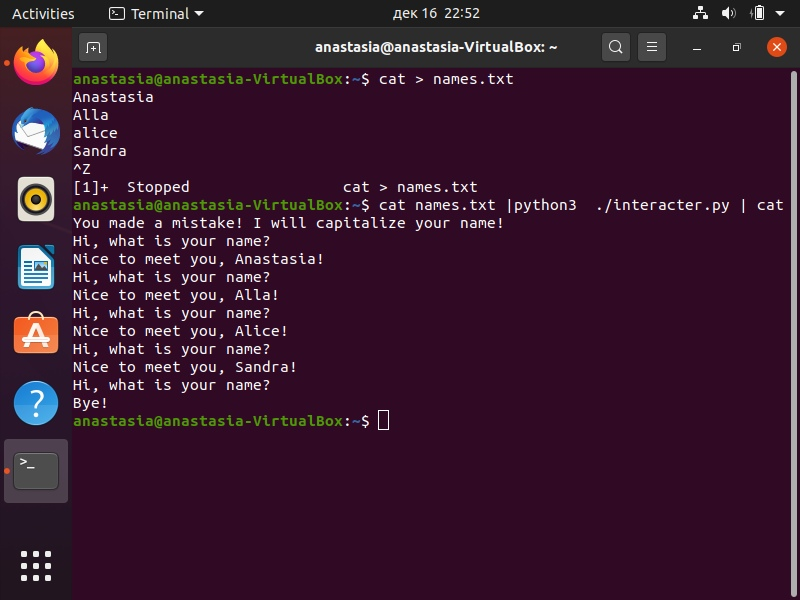 Activities
Terminal
дек 16 22:52
anastasia@anastasia-VirtualBox: ~
anastasia@anastasia-VirtualBox:~$ cat > names.txt
Anastasia
Alla
alice
Sandra
^Z
[1]+  Stopped                 cat > names.txt
anastasia@anastasia-VirtualBox:~$ cat names.txt |python3  ./interacter.py | cat
You made a mistake! I will capitalize your name!
Hi, what is your name?
Nice to meet you, Anastasia!
Hi, what is your name?
Nice to meet you, Alla!
Hi, what is your name?
Nice to meet you, Alice!
Hi, what is your name?
Nice to meet you, Sandra!
Hi, what is your name?
Bye!
anastasia@anastasia-VirtualBox:~$